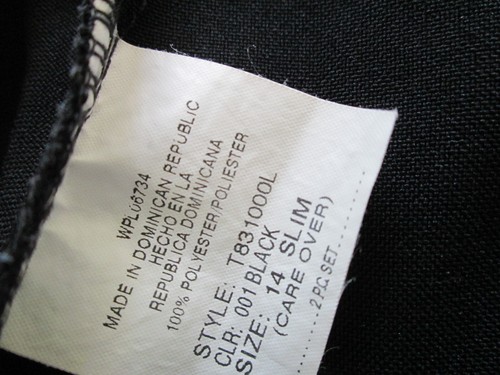 WPL06734
MADE IN DOMINICAN REPUBLIC
HECHO EN LA
REPUBLICA DOMINICANA
100% POLYESTER/POLIESTER
STYLE: T831000L
CLR: 001 BLACK
SIZE: 14 SLIM
(CARE OVER)
2 PC SET